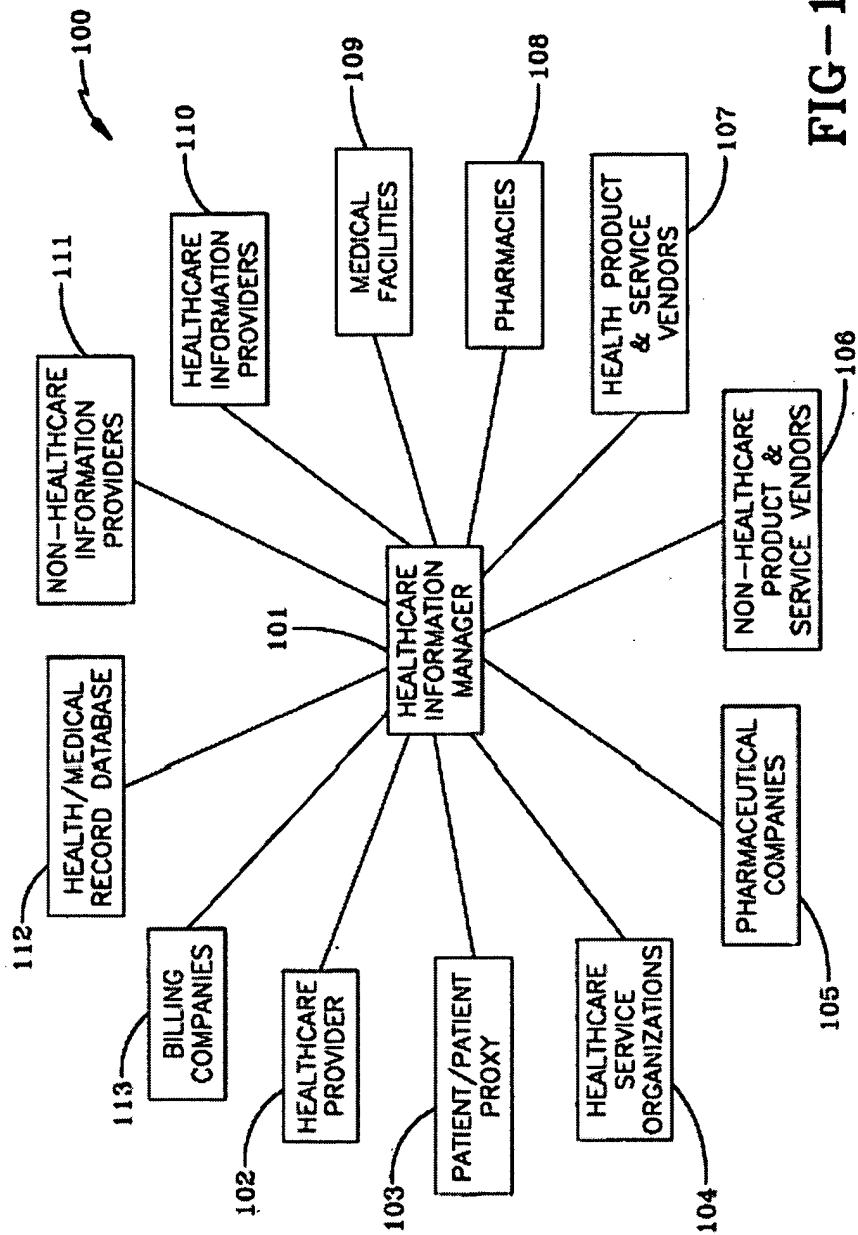 100
111
NON-HEALTHCARE
INFORMATION
PROVIDERS
110
HEALTHCARE
INFORMATION
PROVIDERS
109
MEDICAL
FACILITIES
108
PHARMACIES
107
HEALTH PRODUCT
& SERVICE
VENDORS
106
NON-HEALTHCARE
PRODUCT &
SERVICE VENDORS
112
HEALTH/MEDICAL
RECORD DATABASE
101
HEALTHCARE
INFORMATION
MANAGER
113
BILLING
COMPANIES
102
HEALTHCARE
PROVIDER
103
PATIENT/PATIENT
PROXY
104
HEALTHCARE
SERVICE
ORGANIZATIONS
105
PHARMACEUTICAL
COMPANIES
FIG-1